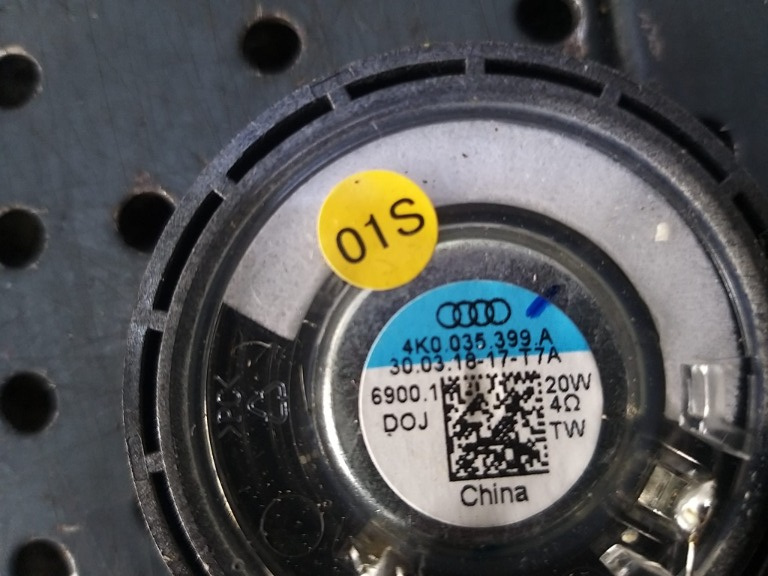 01S
4K0.035.399.A
30.03.18-17-T7A
6900.1
20W
4Ω
DOJ
TW
China